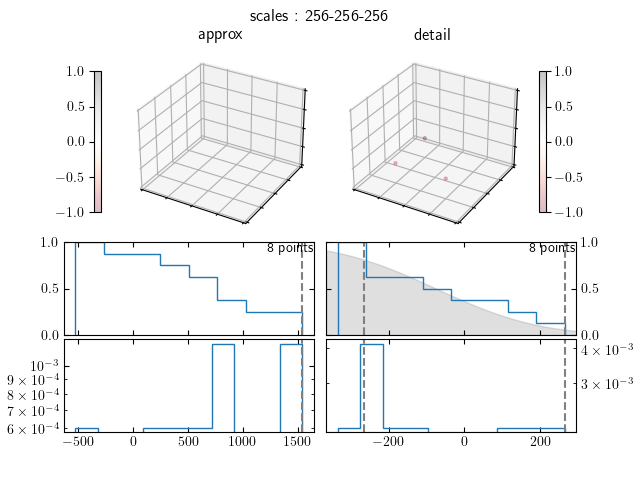 scales : 256-256-256
approx
detail
1.0
0.5
0.0
−0.5
−1.0
1.0
0.5
0.0
−0.5
−1.0
1.0
0.5
0.0
8 points
8 points
1.0
0.5
0.0
10⁻³
9 × 10⁻⁴
8 × 10⁻⁴
7 × 10⁻⁴
6 × 10⁻⁴
4 × 10⁻³
3 × 10⁻³
−500 0 500 1000 1500
−200 0 200